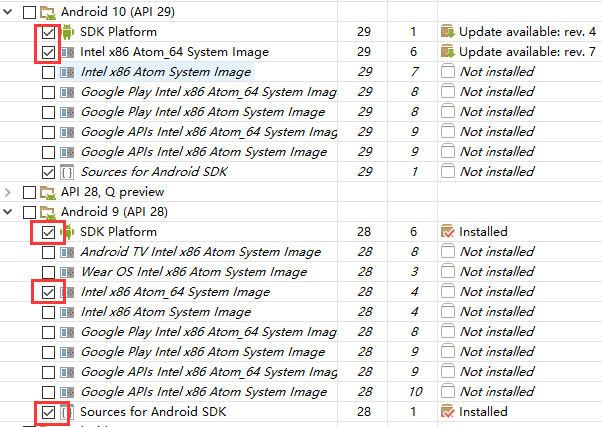 Android 10 (API 29)
SDK Platform 29 1 Update available: rev. 4
Intel x86 Atom_64 System Image 29 6 Update available: rev. 7
Intel x86 Atom System Image 29 7 Not installed
Google Play Intel x86 Atom_64 System Image 29 8 Not installed
Google Play Intel x86 Atom System Image 29 8 Not installed
Google APIs Intel x86 Atom_64 System Image 29 9 Not installed
Google APIs Intel x86 Atom System Image 29 9 Not installed
Sources for Android SDK 29 1 Not installed
API 28, Q preview
Android 9 (API 28)
SDK Platform 28 6 Installed
Android TV Intel x86 Atom System Image 28 8 Not installed
Wear OS Intel x86 Atom System Image 28 3 Not installed
Intel x86 Atom_64 System Image 28 4 Not installed
Intel x86 Atom System Image 28 4 Not installed
Google Play Intel x86 Atom_64 System Image 28 8 Not installed
Google Play Intel x86 Atom System Image 28 9 Not installed
Google APIs Intel x86 Atom_64 System Image 28 9 Not installed
Google APIs Intel x86 Atom System Image 28 10 Not installed
Sources for Android SDK 28 1 Installed